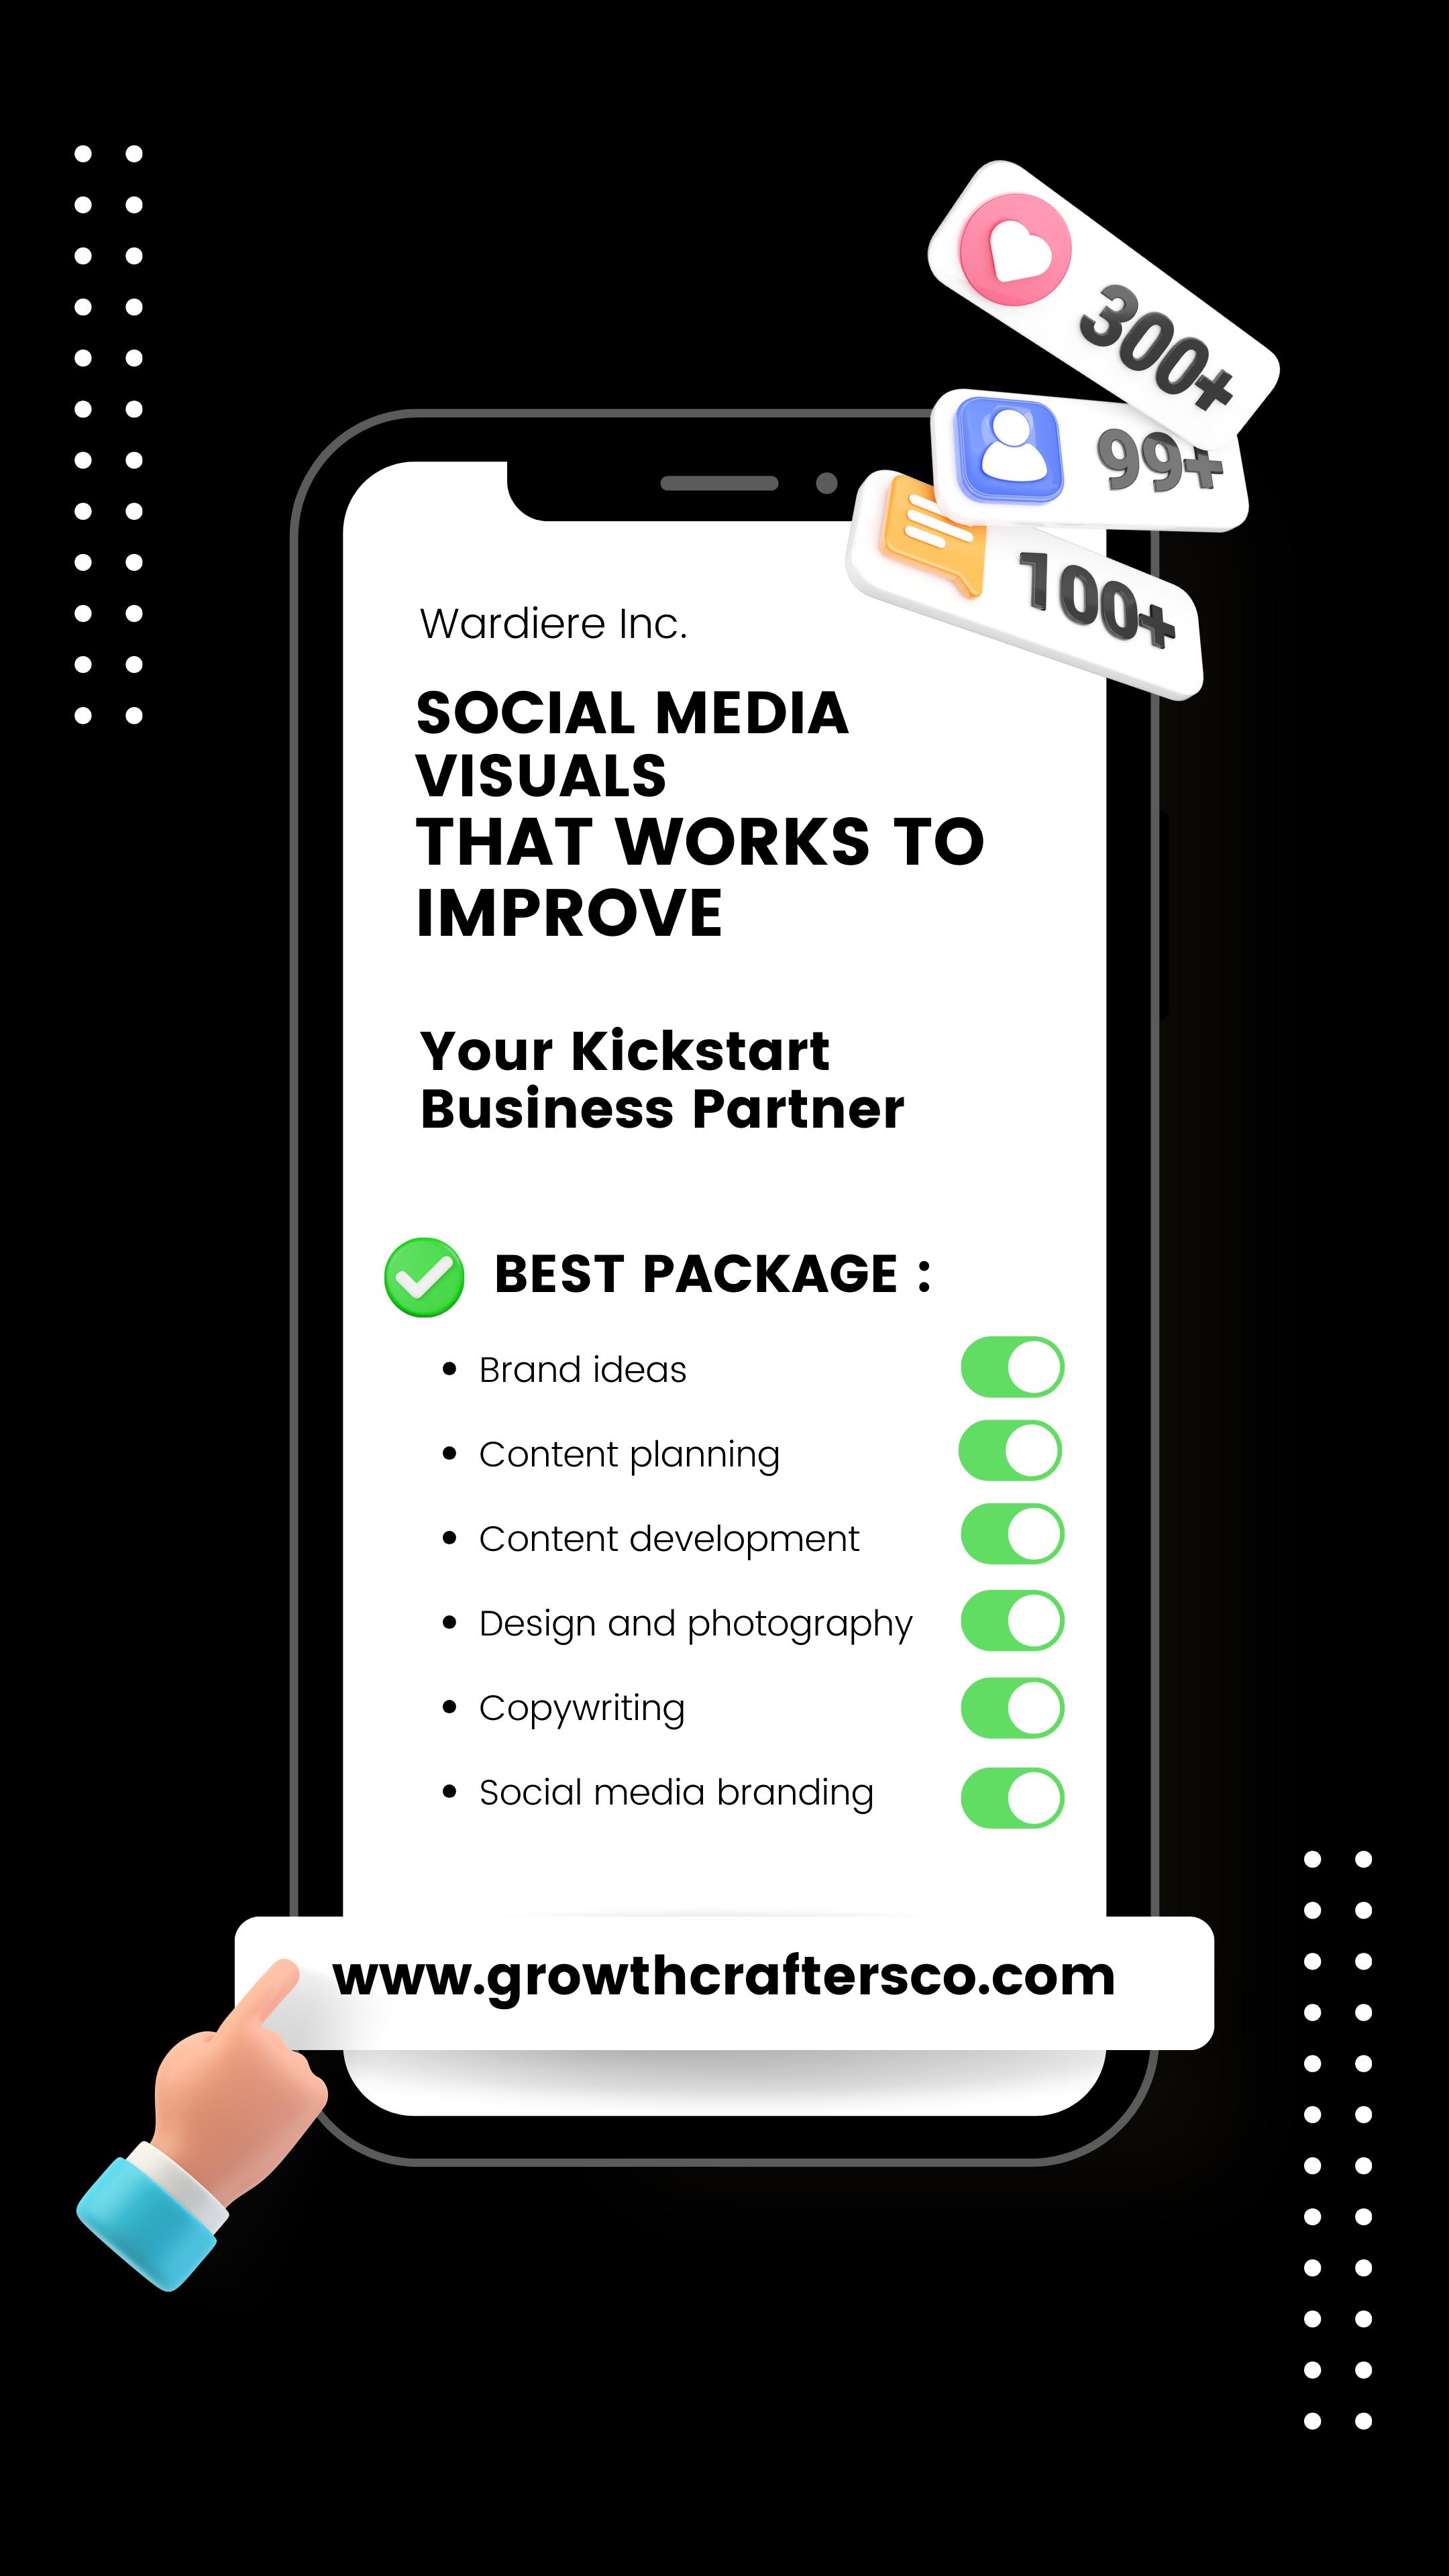 300+
99+
100+
Wardiere Inc.
SOCIAL MEDIA
VISUALS
THAT WORKS TO
IMPROVE
Your Kickstart
Business Partner
BEST PACKAGE :
Brand ideas
Content planning
Content development
Design and photography
Copywriting
Social media branding
www.growthcraftersco.com